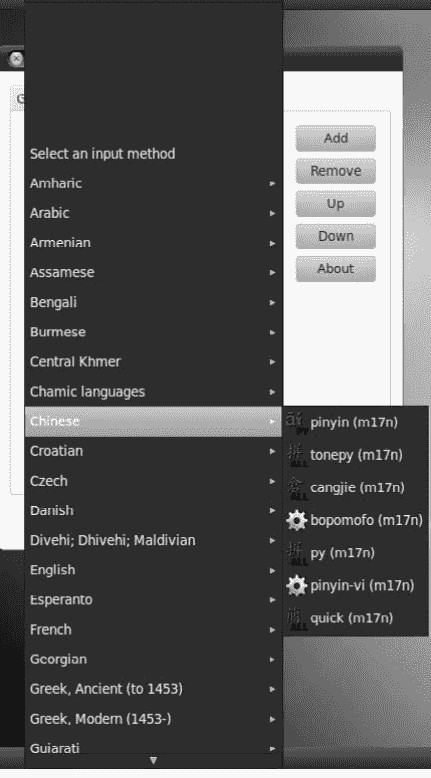 Select an input method
Amharic
Arabic
Armenian
Assamese
Bengali
Burmese
Central Khmer
Chamic languages
Chinese
Croatian
Czech
Danish
Divehi; Dhivehi; Maldivian
English
Esperanto
French
Georgian
Greek, Ancient (to 1453)
Greek, Modern (1453-)
Gujarati
pinyin (m17n)
tonepy (m17n)
cangjie (m17n)
bopomofo (m17n)
py (m17n)
pinyin-vi (m17n)
quick (m17n)
Add
Remove
Up
Down
About